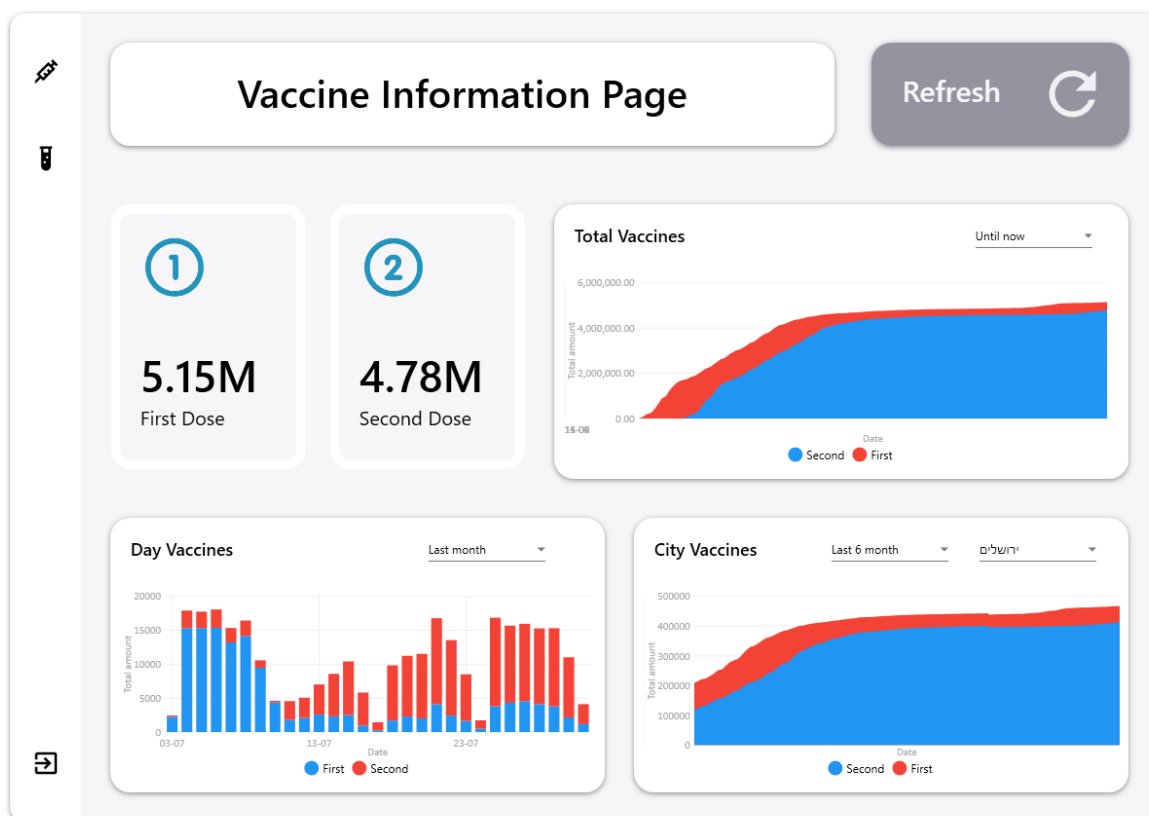 Vaccine Information Page
Refresh
1
5.15M
First Dose
2
4.78M
Second Dose
Total Vaccines
Until now
6,000,000.00
4,000,000.00
2,000,000.00
0.00
Total amount
Date
Second First
Day Vaccines
Last month
20000
15000
10000
5000
0
Total amount
03-07 13-07 23-07
Date
First Second
City Vaccines
Last 6 month
ירושלים
500000
400000
300000
200000
100000
0
Total amount
Date
Second First